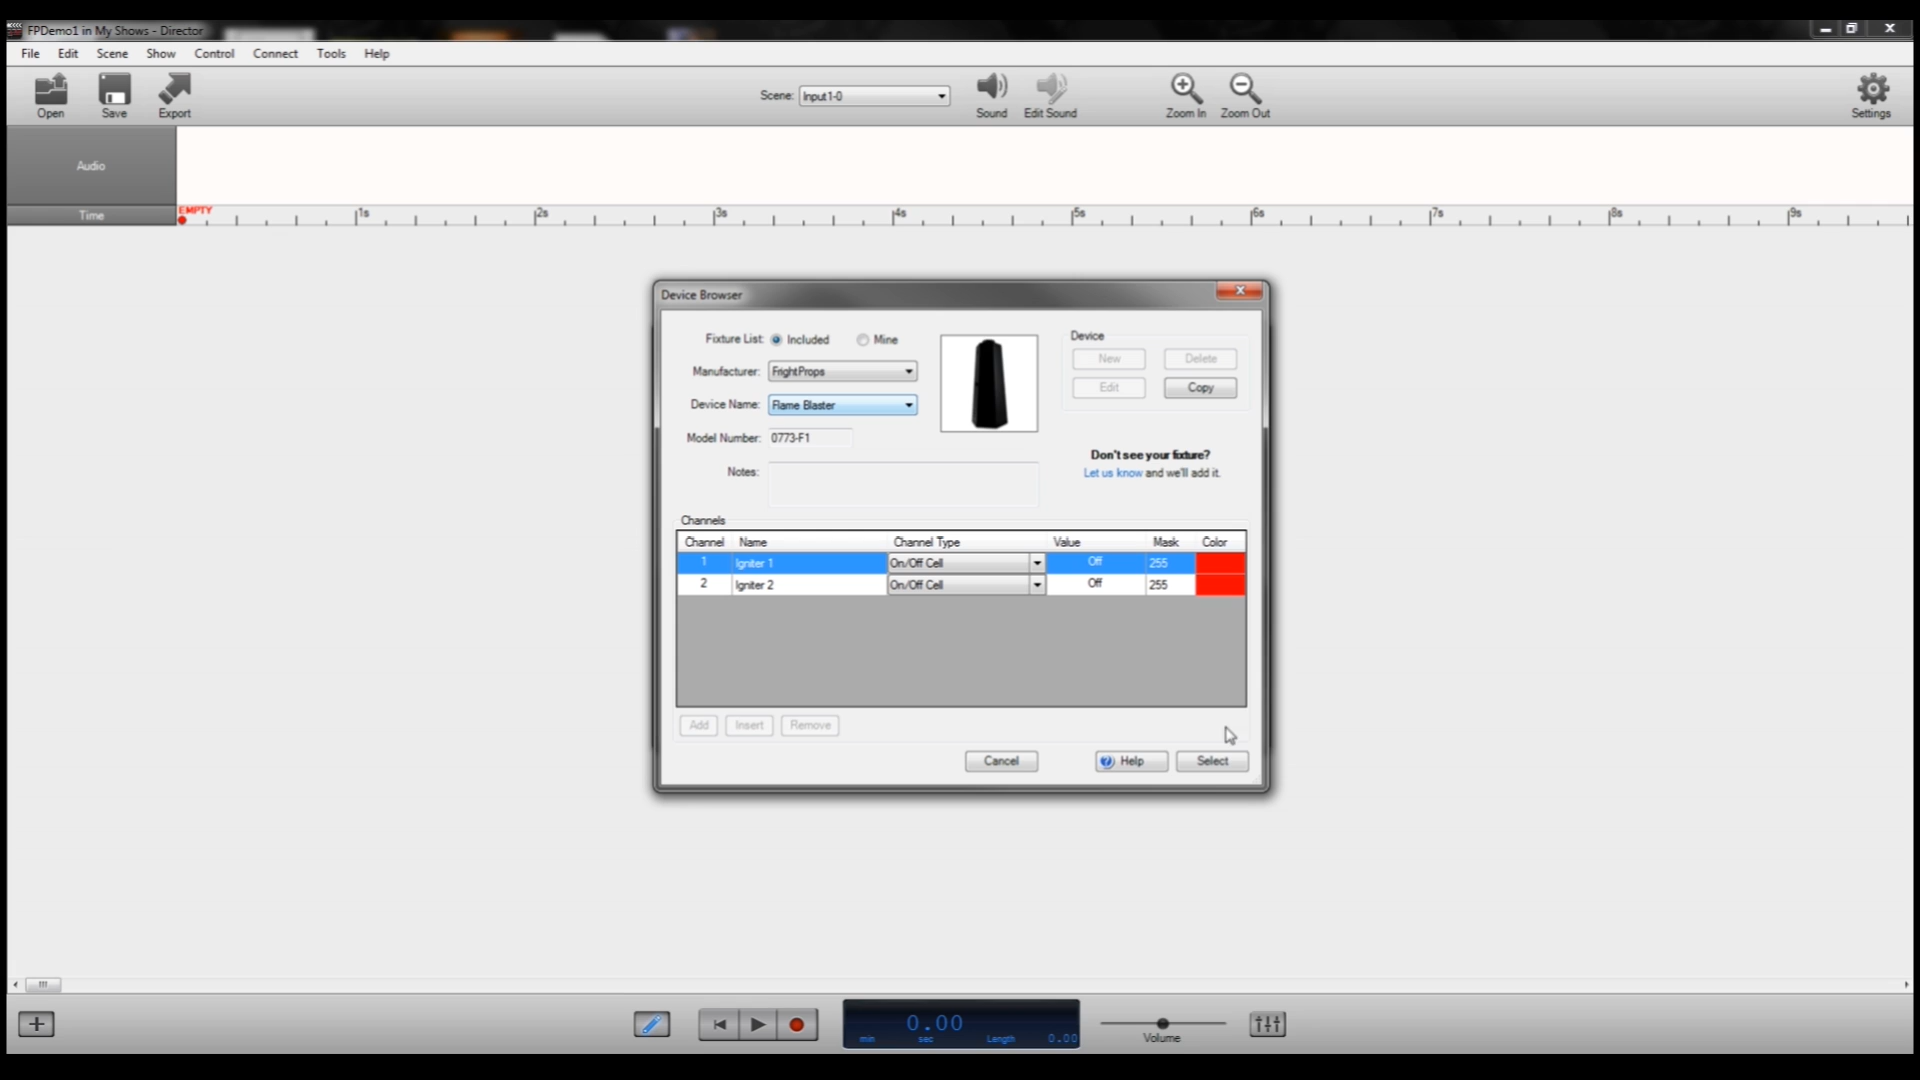 FPDemo1 in My Shows - Director
File Edit Scene Show Control Connect Tools Help
Open Save Export Scene: Input1-0 Sound Edit Sound Zoom In Zoom Out Settings
Audio
Time EMPTY 1s 2s 3s 4s 5s 6s 7s 8s 9s
Device Browser
Fixture List: Included Mine
Manufacturer: FrightProps
Device Name: Flame Blaster
Model Number: 0773-F1
Notes:
Device
New Delete
Edit Copy
Don't see your fixture?
Let us know and we'll add it.
Channels
Channel Name Channel Type Value Mask Color
1 Igniter 1 On/Off Cell Off 255
2 Igniter 2 On/Off Cell Off 255
Add Insert Remove
Cancel Help Select
0.00
min sec Length 0.00
Volume